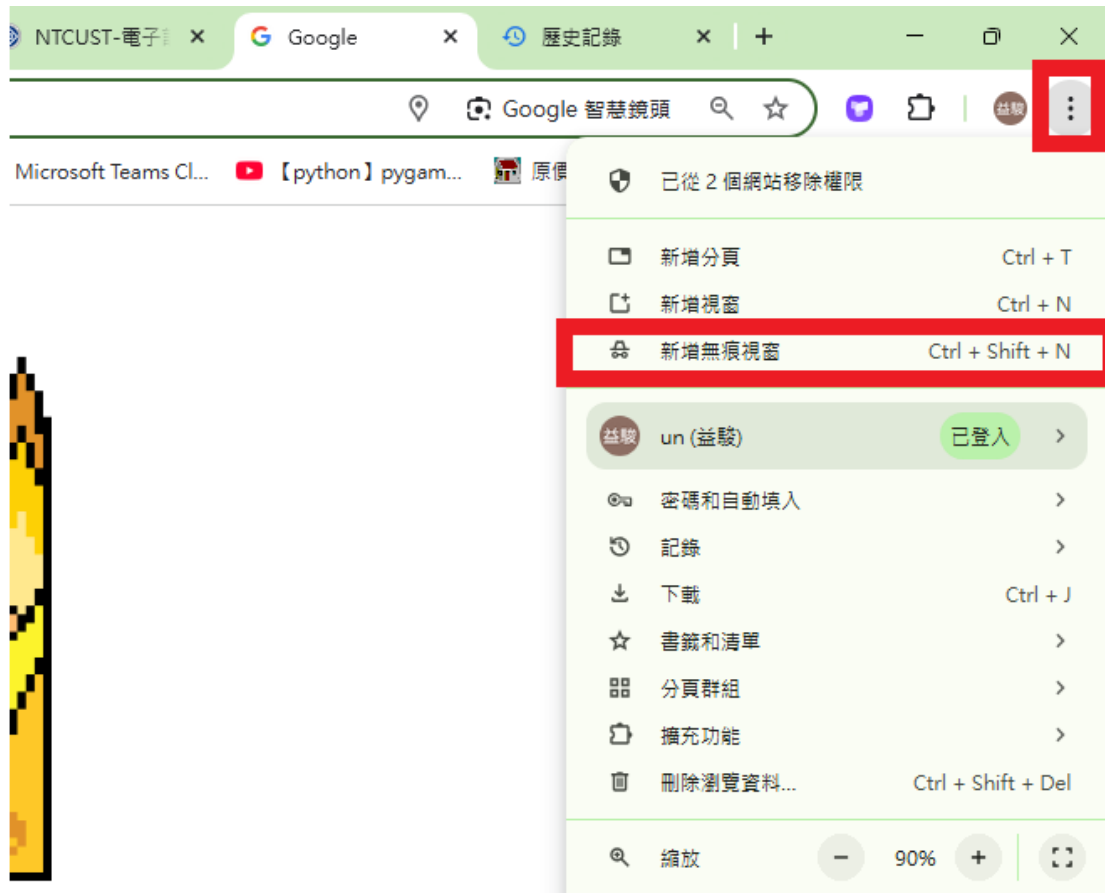 NTCUST-電子
Google
歷史記錄
Google 智慧鏡頭
益駿
Microsoft Teams Cl...
【python】pygam...
原價
已從 2 個網站移除權限
新增分頁 Ctrl + T
新增視窗 Ctrl + N
新增無痕視窗 Ctrl + Shift + N
益駿 un (益駿) 已登入
密碼和自動填入
記錄
下載 Ctrl + J
書籤和清單
分頁群組
擴充功能
刪除瀏覽資料... Ctrl + Shift + Del
縮放 − 90% +